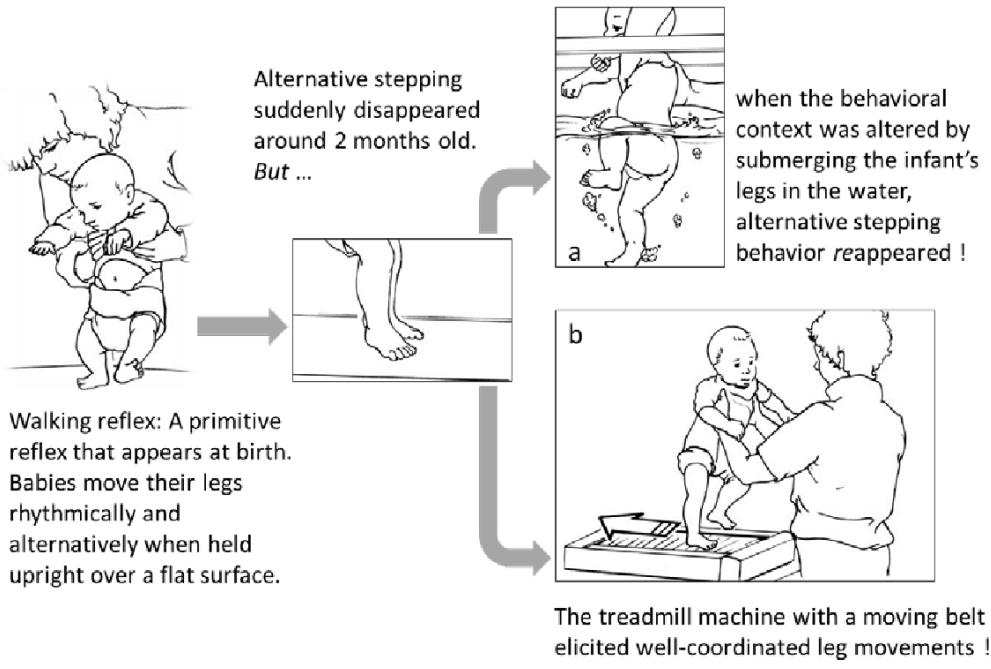 Alternative stepping
suddenly disappeared
around 2 months old.
But ...
a
when the behavioral
context was altered by
submerging the infant's
legs in the water,
alternative stepping
behavior reappeared !
Walking reflex: A primitive
reflex that appears at birth.
Babies move their legs
rhythmically and
alternatively when held
upright over a flat surface.
b
The treadmill machine with a moving belt
elicited well-coordinated leg movements !